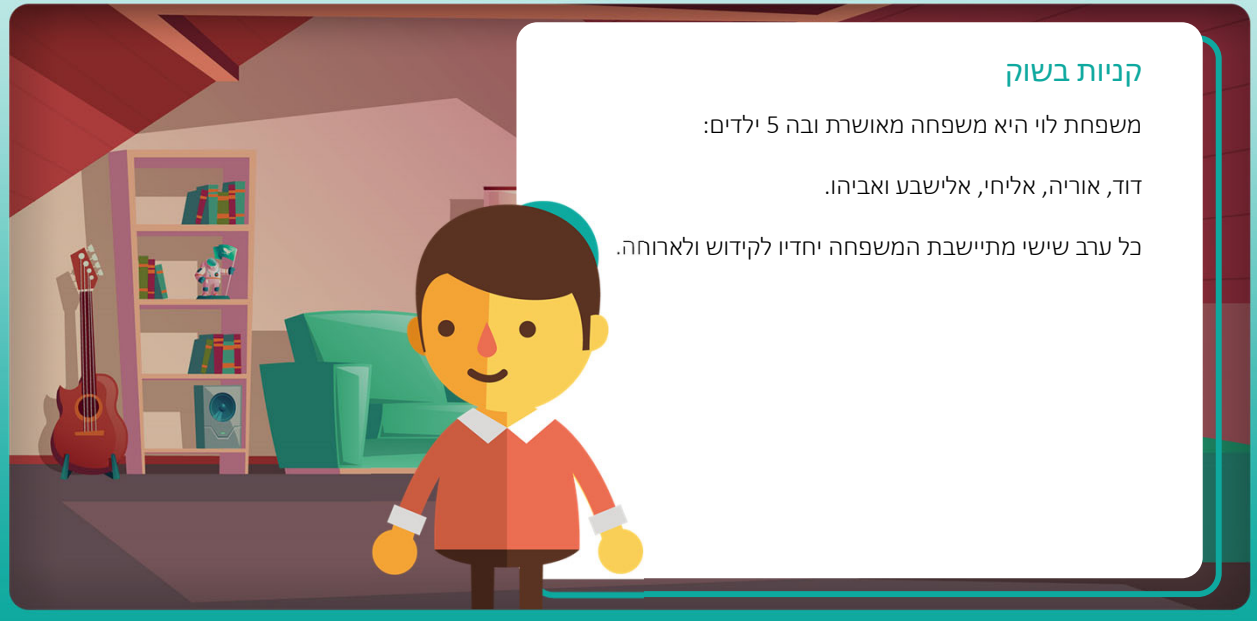 קניות בשוק
משפחת לוי היא משפחה מאושרת ובה 5 ילדים:
דוד, אוריה, אליחי, אלישבע ואביהו.
כל ערב שישי מתיישבת המשפחה יחדיו לקידוש ולארוחה.